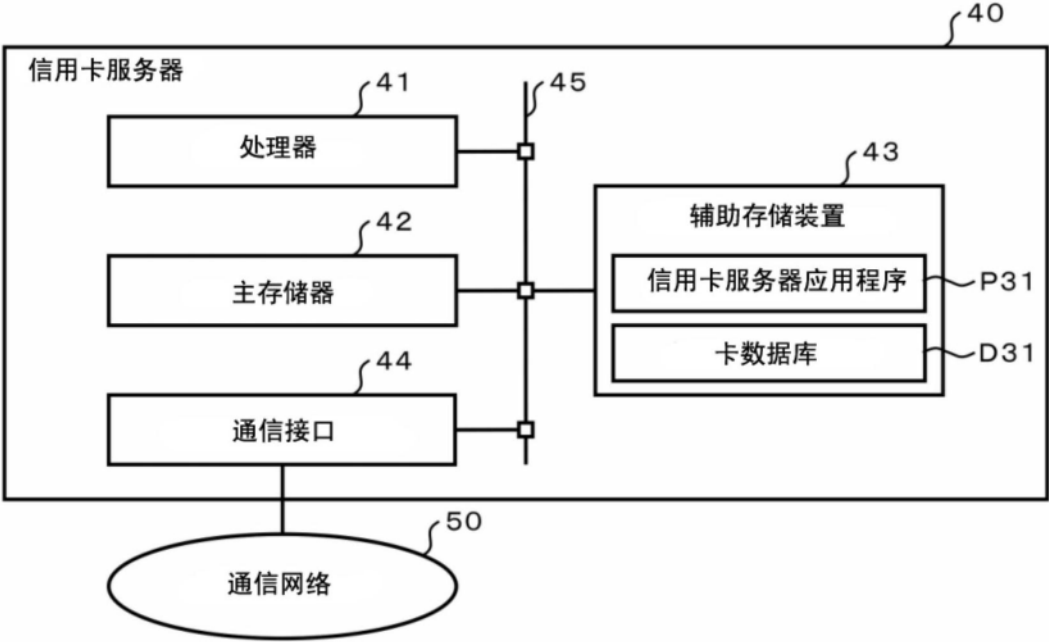 40
信用卡服务器
41
45
处理器
43
辅助存储装置
42
信用卡服务器应用程序
P31
主存储器
卡数据库
D31
44
通信接口
50
通信网络